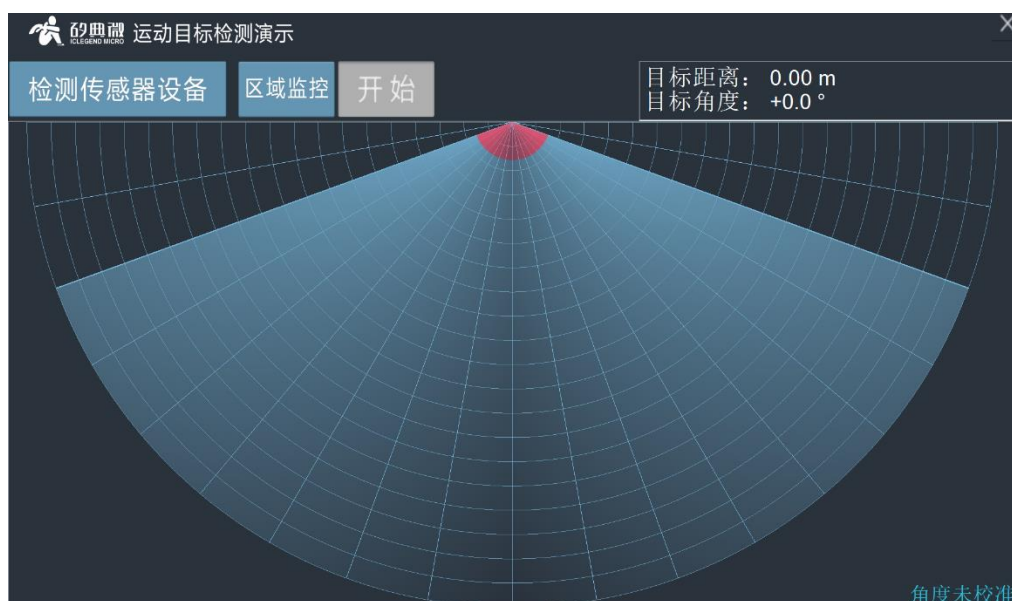 矽典微 运动目标检测演示
ICLEGEND MICRO
X
检测传感器设备 区域监控 开始
目标距离： 0.00 m
目标角度： +0.0 °
角度未校准